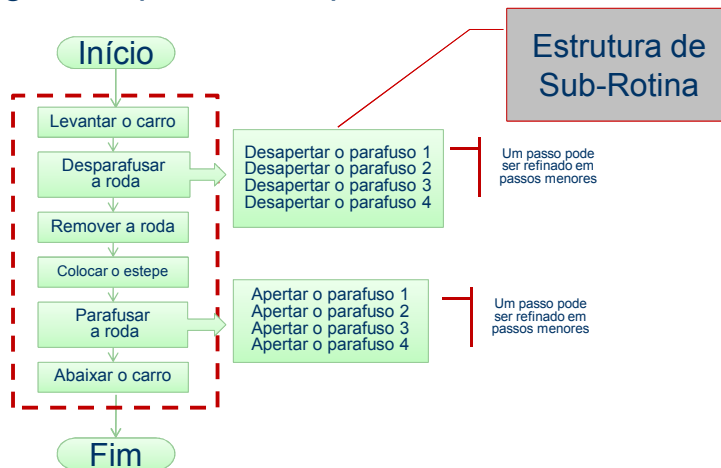 Estrutura de
Sub-Rotina
Início
Levantar o carro
Desparafusar
a roda
Desapertar o parafuso 1
Desapertar o parafuso 2
Desapertar o parafuso 3
Desapertar o parafuso 4
Um passo pode
ser refinado em
passos menores
Remover a roda
Colocar o estepe
Parafusar
a roda
Apertar o parafuso 1
Apertar o parafuso 2
Apertar o parafuso 3
Apertar o parafuso 4
Um passo pode
ser refinado em
passos menores
Abaixar o carro
Fim